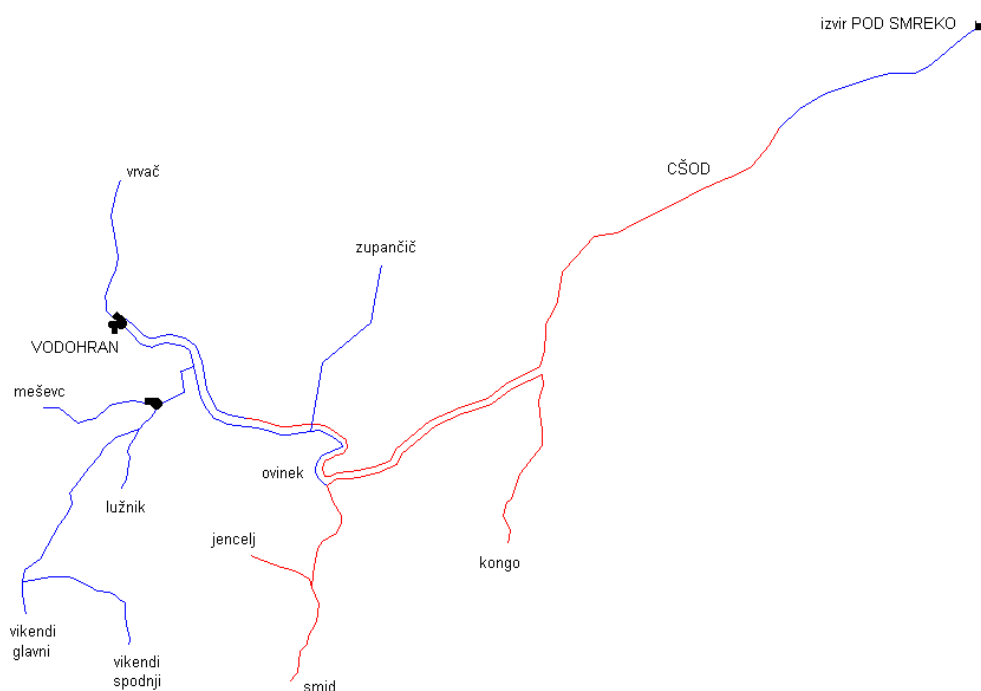 izvir POD SMREKO
CŠOD
vrvač
zupančič
VODOHRAN
meševc
ovinek
lužnik
jencelj
kongo
vikendi
glavni
vikendi
spodnji
smid